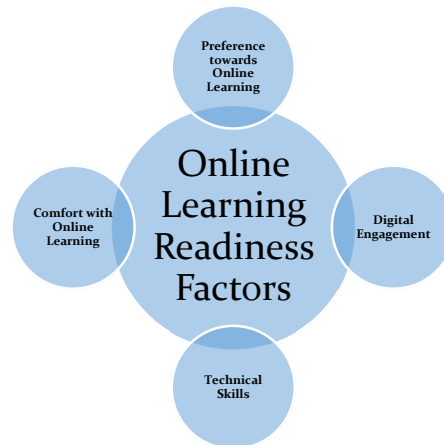 Preference
towards
Online
Learning
Online
Learning
Readiness
Factors
Comfort with
Online
Learning
Digital
Engagement
Technical
Skills